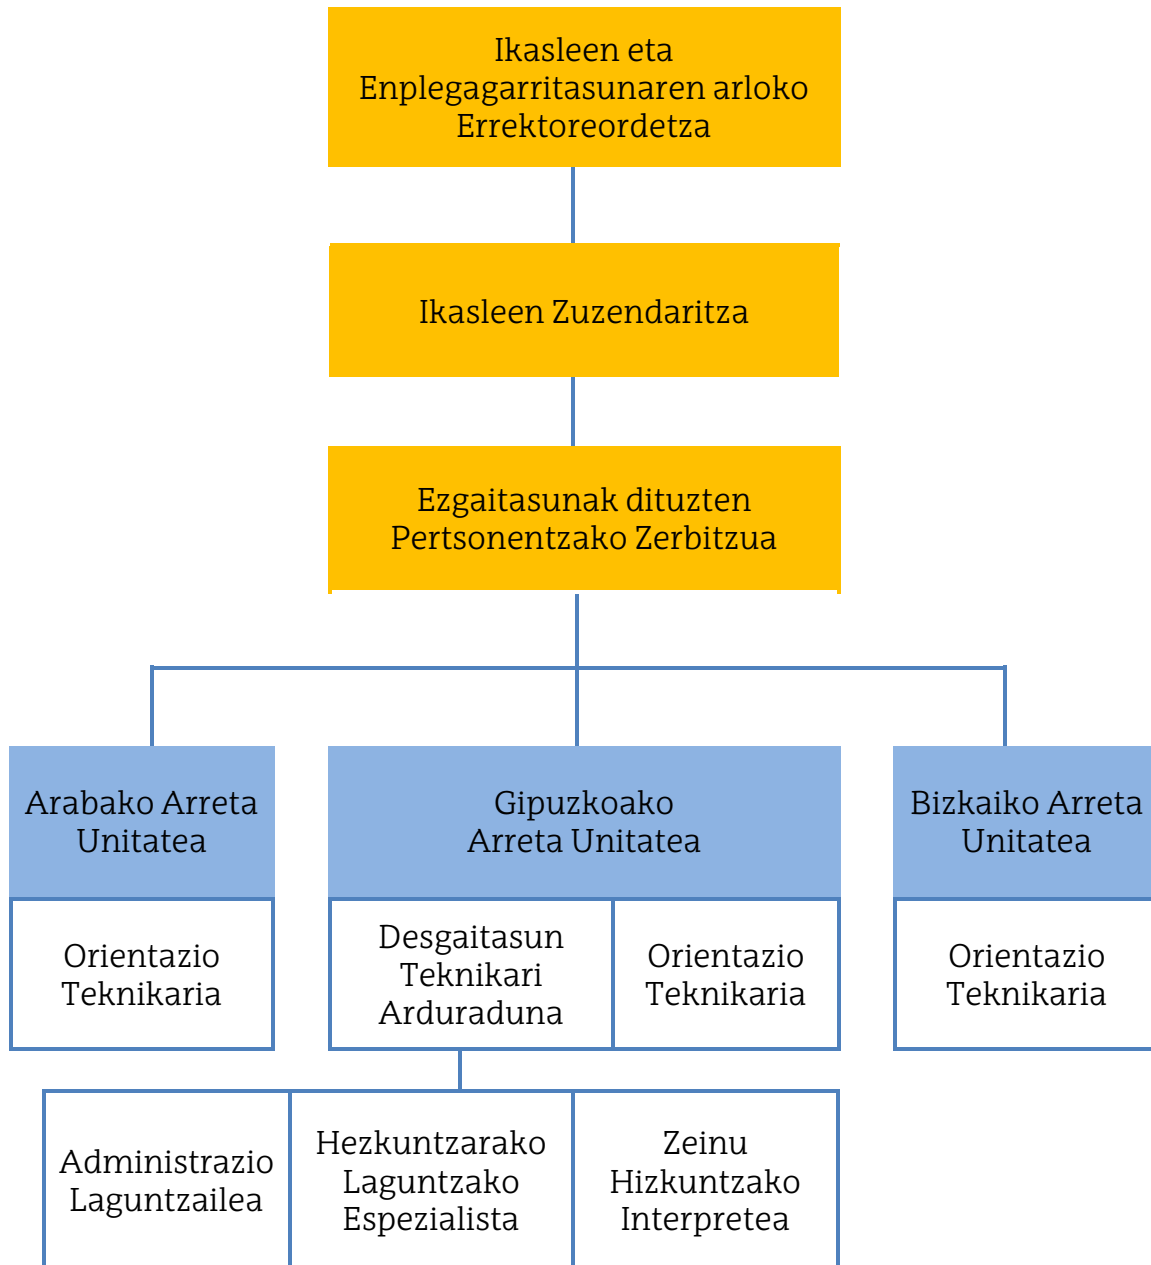 Ikasleen eta
Enplegagarritasunaren arloko
Errektoreordetza
Ikasleen Zuzendaritza
Ezgaitasunak dituzten
Pertsonentzako Zerbitzua
Arabako Arreta
Unitatea
Gipuzkoako
Arreta Unitatea
Bizkaiko Arreta
Unitatea
Orientazio
Teknikaria
Desgaitasun
Teknikari
Arduraduna
Orientazio
Teknikaria
Orientazio
Teknikaria
Administrazio
Laguntzailea
Hezkuntzarako
Laguntzako
Espezialista
Zeinu
Hizkuntzako
Interpretea